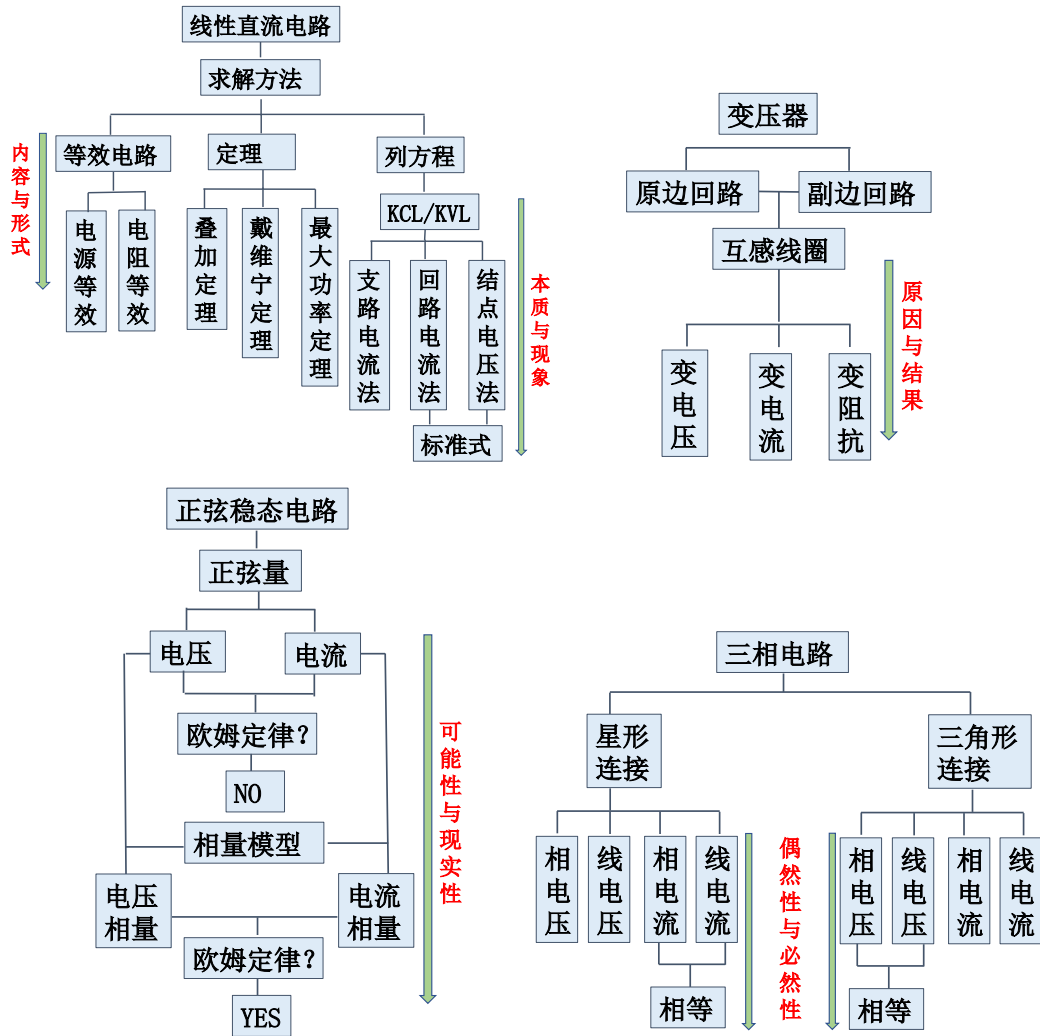 线性直流电路
求解方法
等效电路
定理
列方程
KCL/KVL
电源等效
电阻等效
叠加定理
戴维宁定理
最大功率定理
支路电流法
回路电流法
结点电压法
标准式
内容与形式
本质与现象
变压器
原边回路
副边回路
互感线圈
变电压
变电流
变阻抗
原因与结果
正弦稳态电路
正弦量
电压
电流
欧姆定律？
NO
相量模型
电压
相量
电流
相量
欧姆定律？
YES
可能性与现实性
三相电路
星形
连接
三角形
连接
相电压
线电压
相电流
线电流
相等
偶然性与必然性
相电压
线电压
相电流
线电流
相等